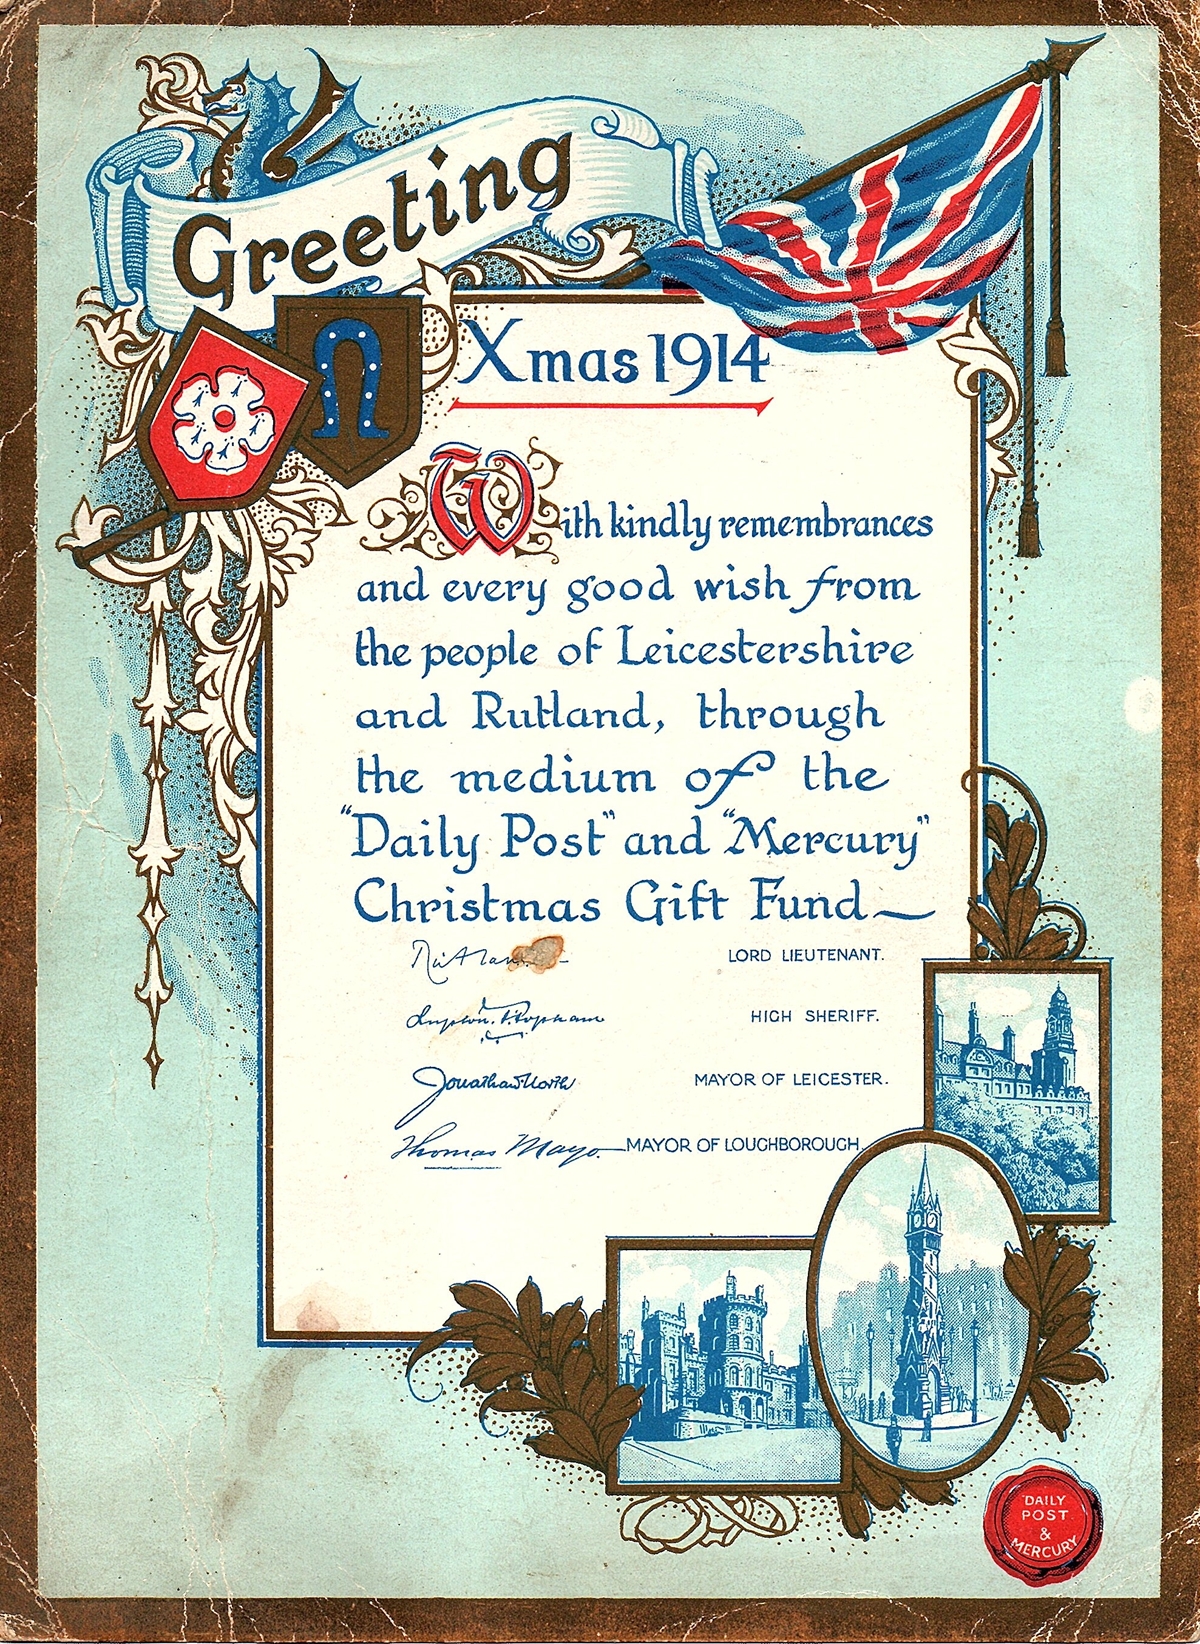 Greeting
Xmas 1914
With kindly remembrances
and every good wish from
the people of Leicestershire
and Rutland, through
the medium of the
"Daily Post" and "Mercury"
Christmas Gift Fund —
Rutland LORD LIEUTENANT.
HIGH SHERIFF.
Jonathan North MAYOR OF LEICESTER.
Thomas Mayo. MAYOR OF LOUGHBOROUGH.
DAILY
POST
&
MERCURY